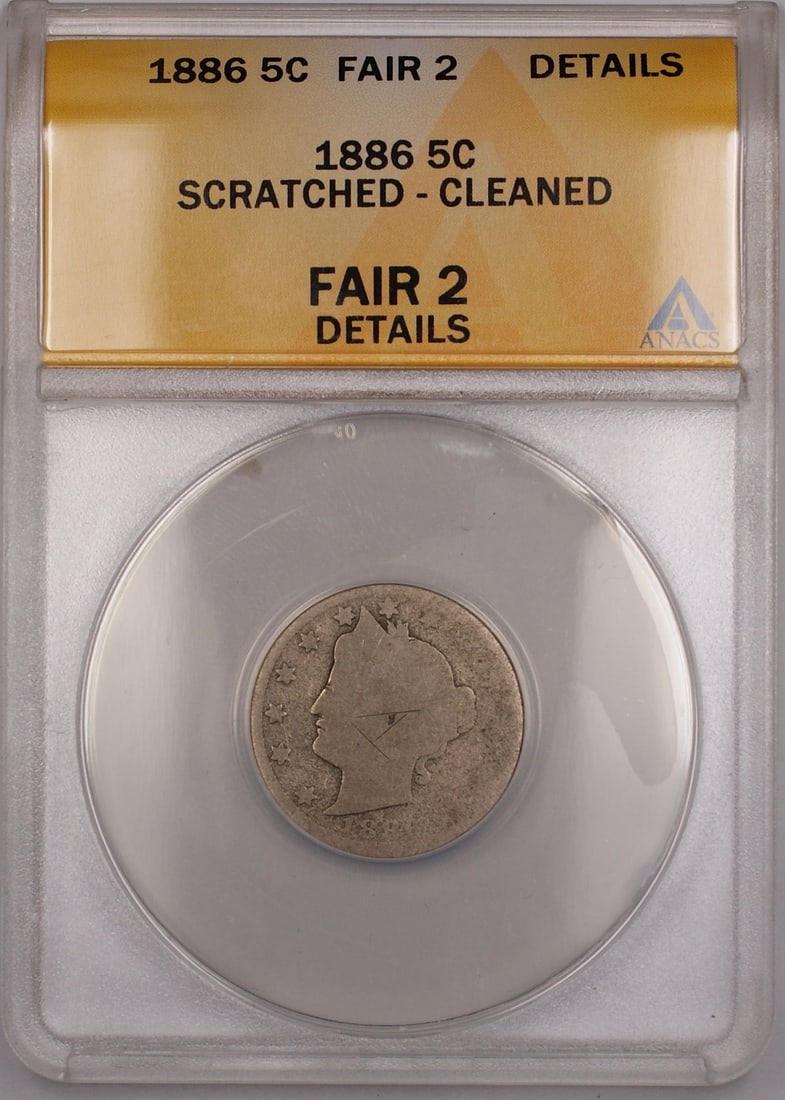 1886 5C FAIR 2 DETAILS
1886 5C
SCRATCHED - CLEANED
FAIR 2
DETAILS
ANACS